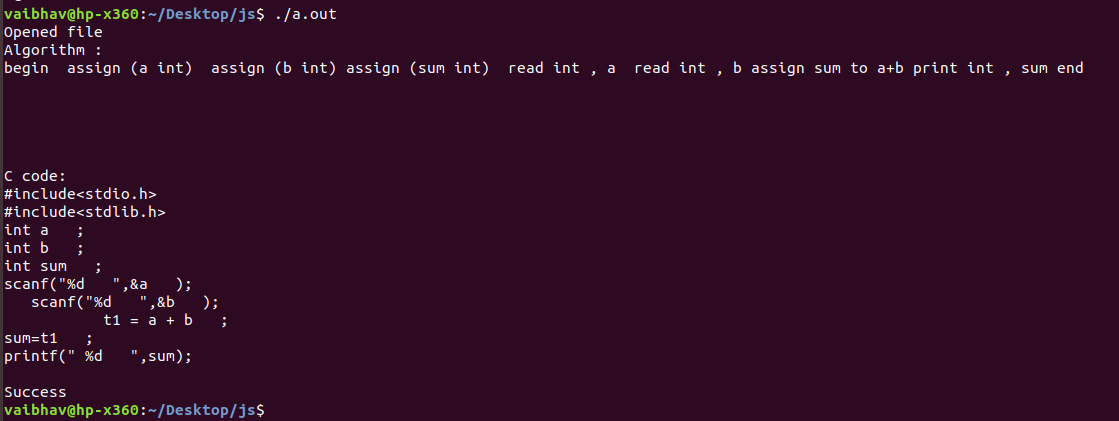 vaibhav@hp-x360:~/Desktop/js$ ./a.out
Opened file
Algorithm :
begin  assign (a int)  assign (b int) assign (sum int)  read int , a  read int , b assign sum to a+b print int , sum end
C code:
#include<stdio.h>
#include<stdlib.h>
int a   ;
int b   ;
int sum   ;
scanf("%d   ",&a   );
   scanf("%d   ",&b   );
           t1 = a + b   ;
sum=t1   ;
printf(" %d   ",sum);
Success
vaibhav@hp-x360:~/Desktop/js$